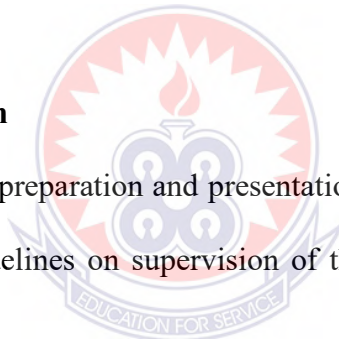 n
preparation and presentatio
elines on supervision of t
EDUCATION FOR SERVICE